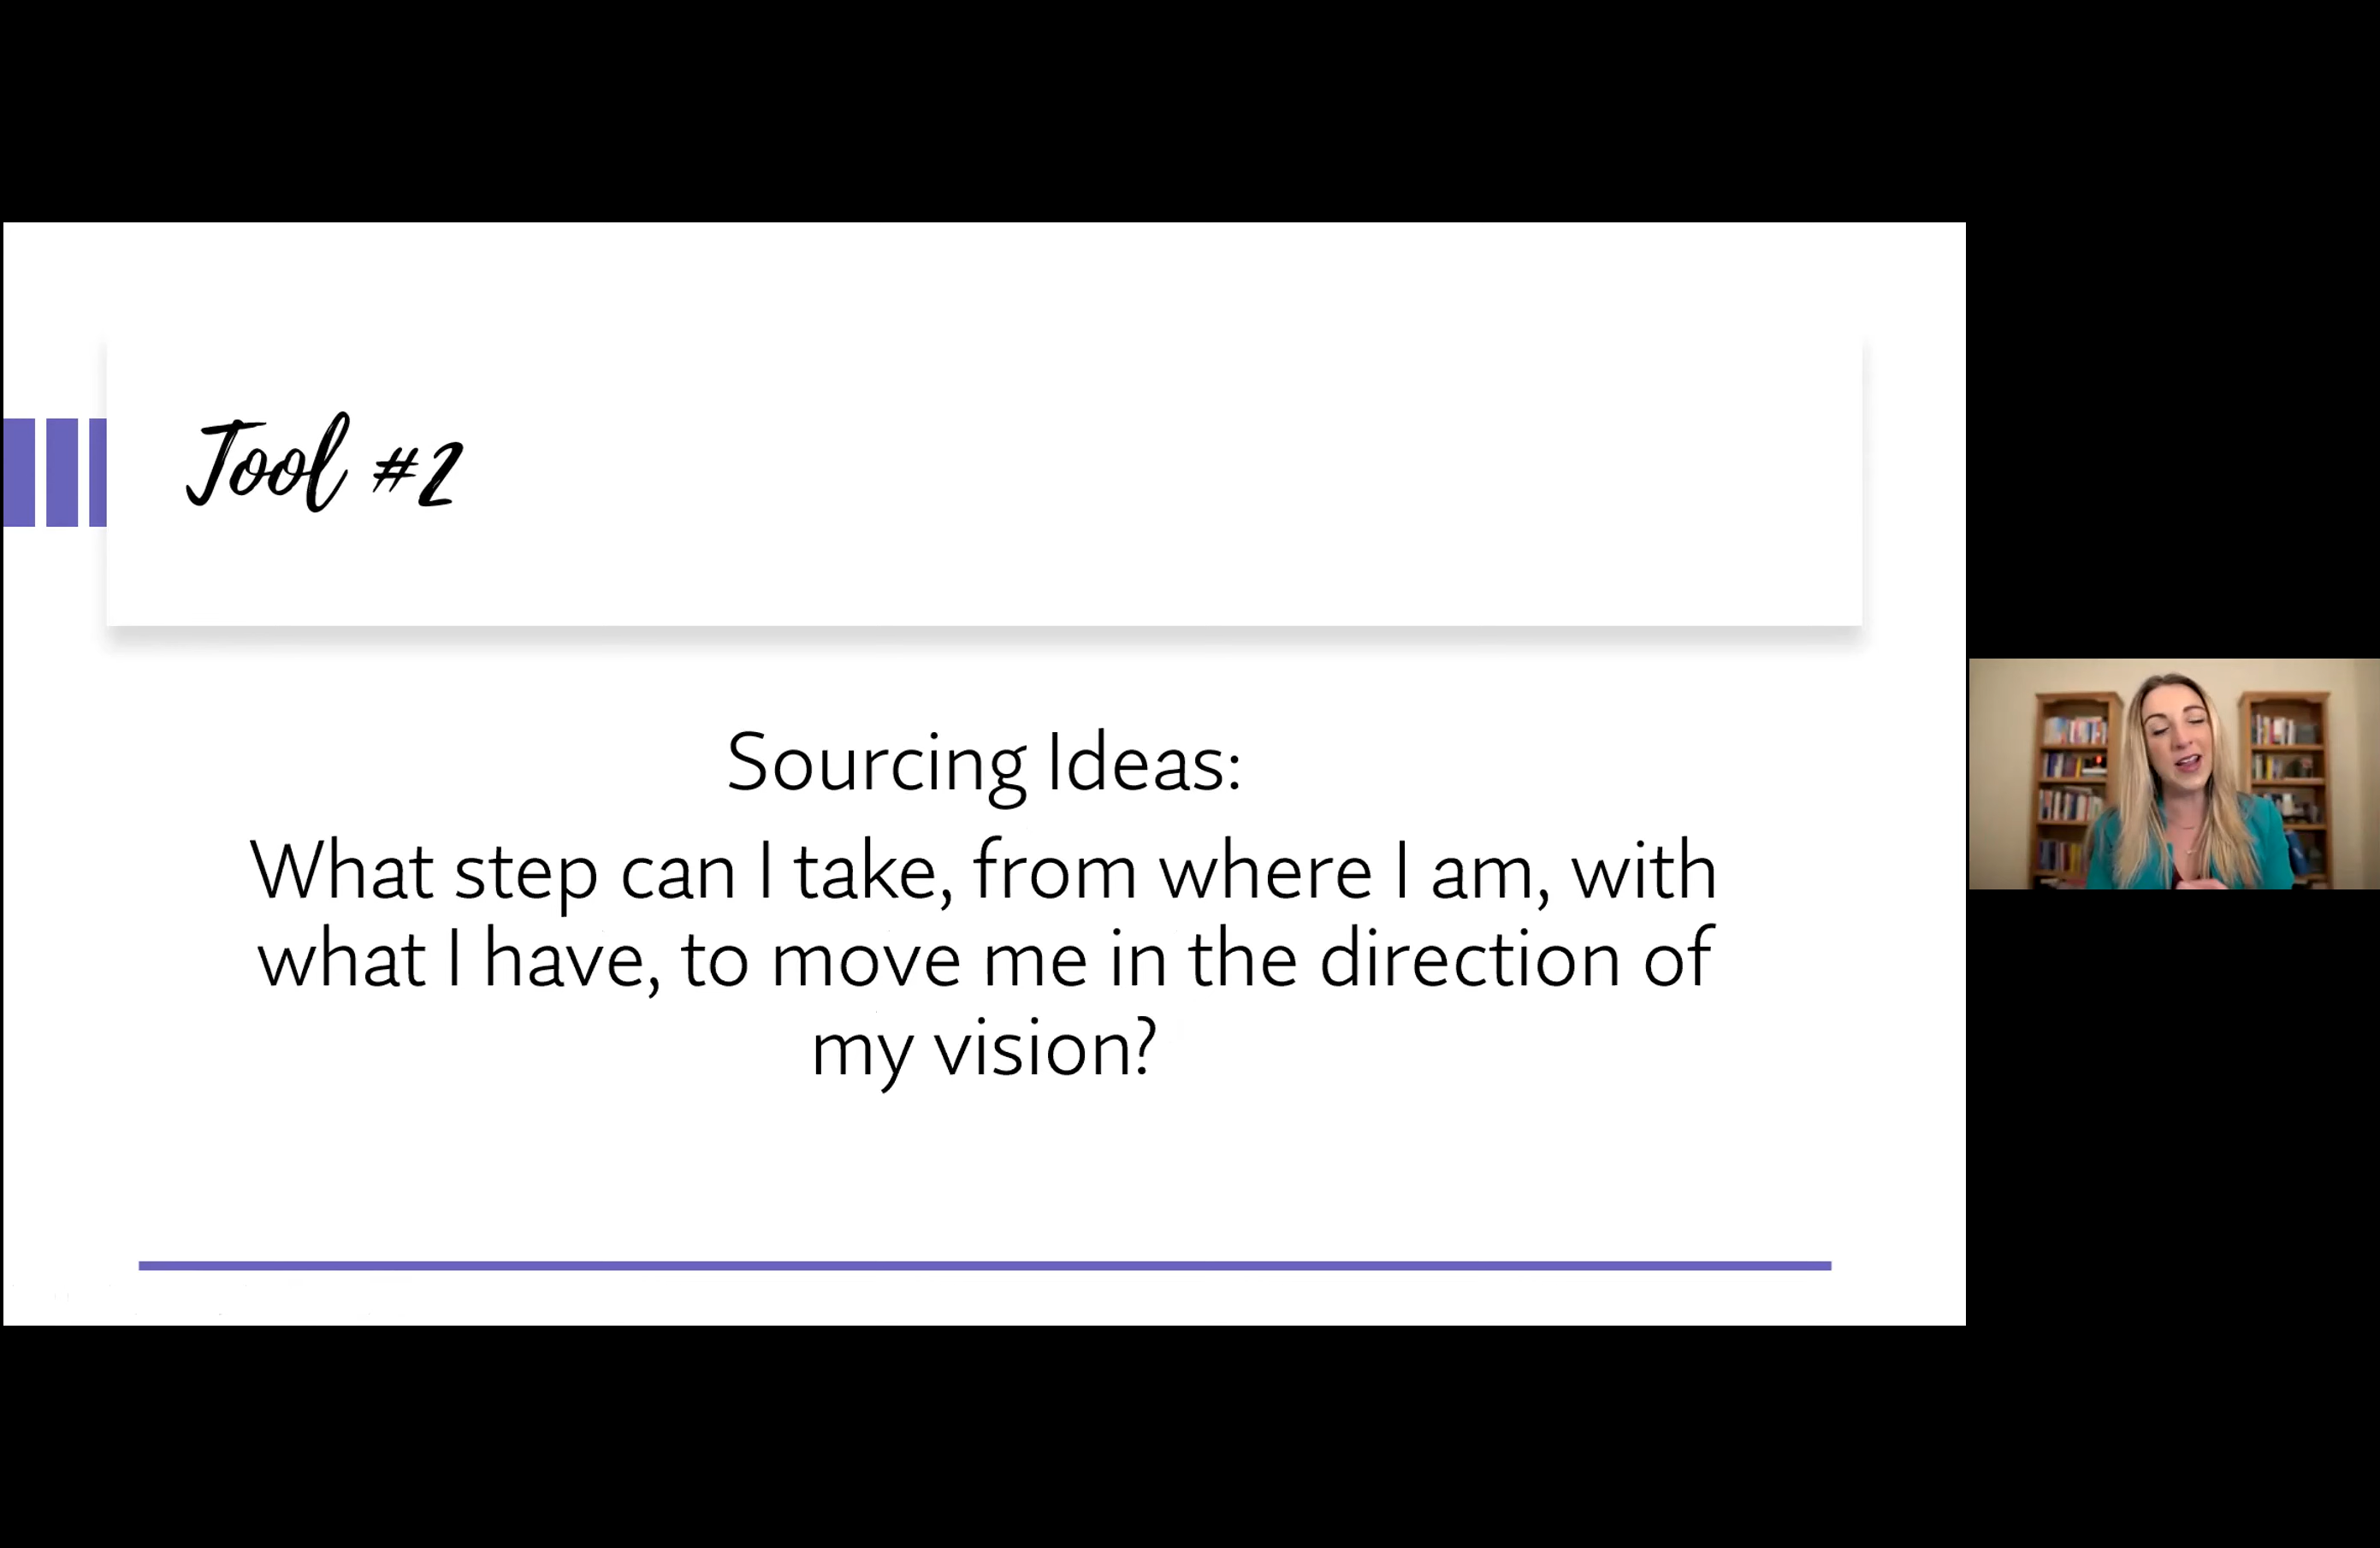 Tool #2
Sourcing Ideas:
What step can I take, from where I am, with
what I have, to move me in the direction of
my vision?